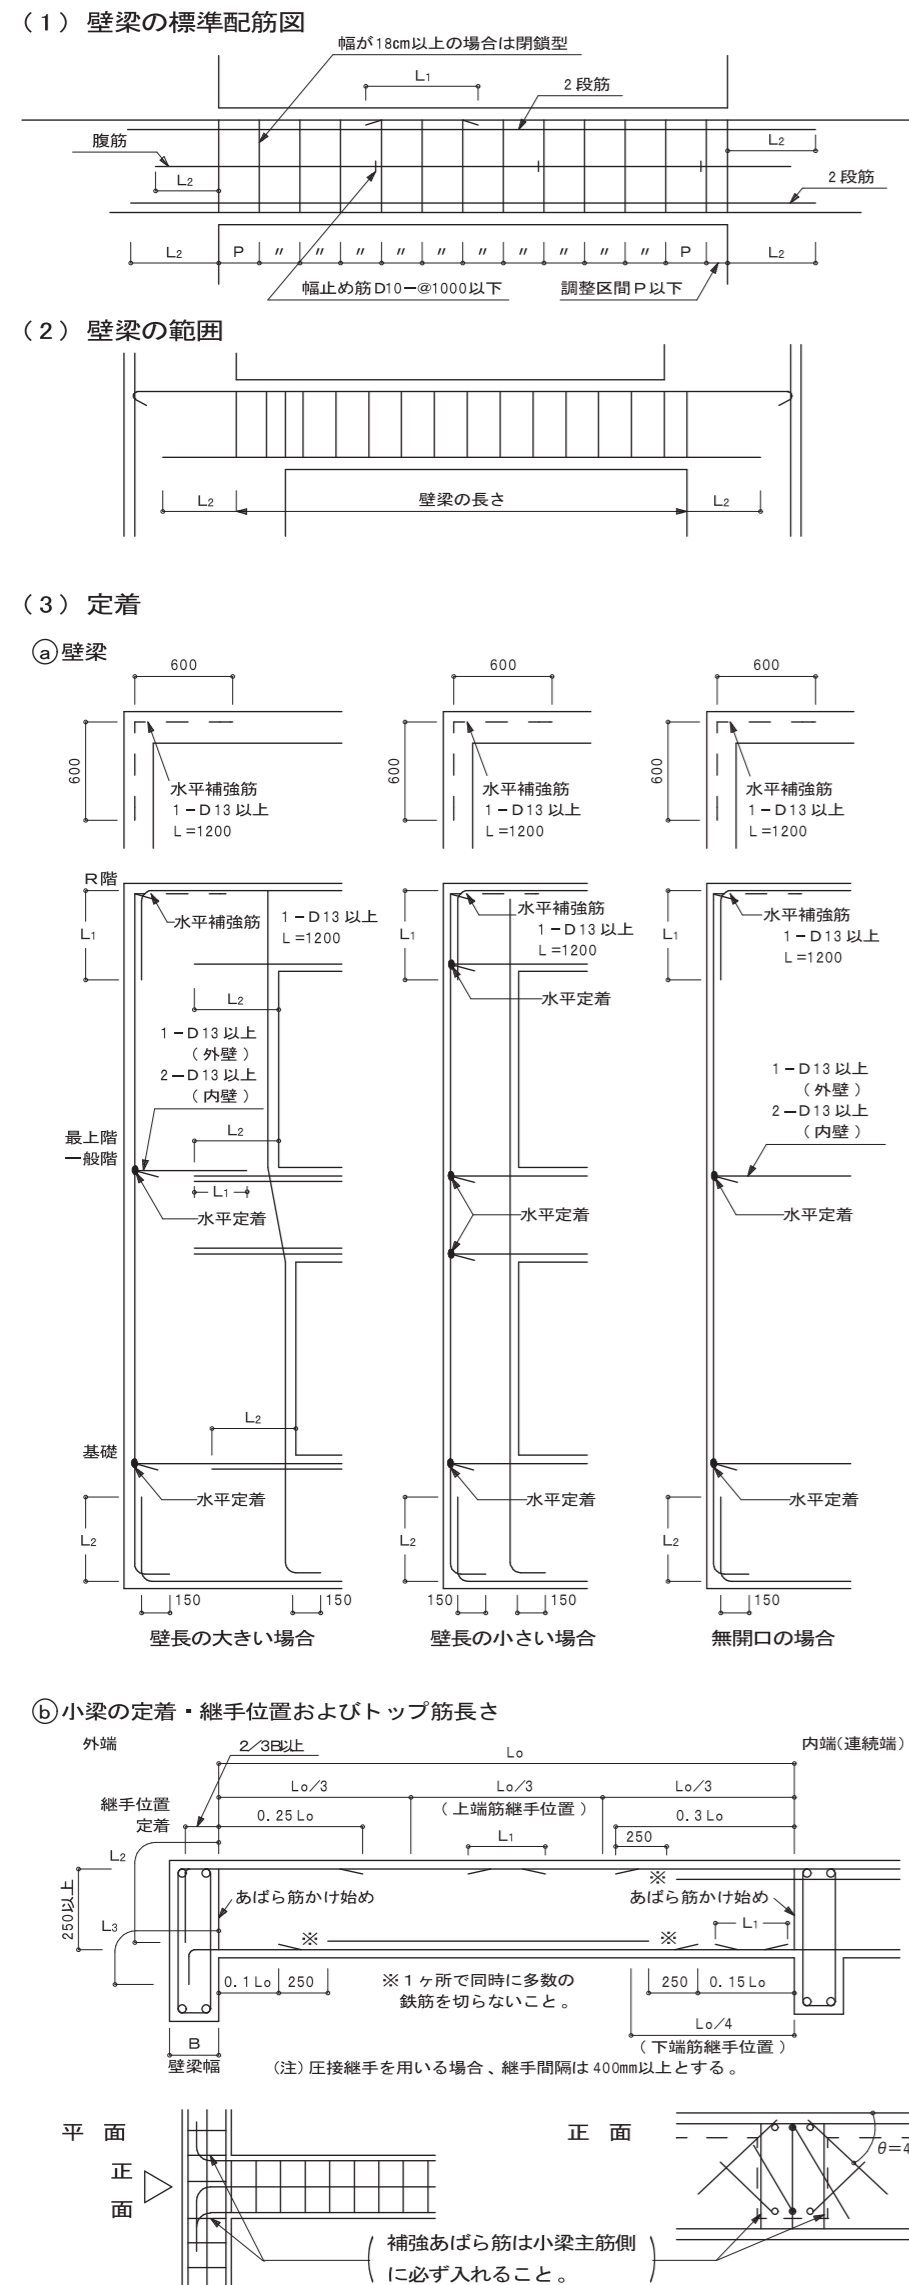 （1）壁梁の標準配筋図
幅が18cm以上の場合は閉鎖型
L1
2段筋
腹筋
L2
L2
2段筋
L2
P 〃 〃 〃 〃 〃 〃 〃 〃 〃 〃 P
L2
幅止め筋D10－@1000以下
調整区間P以下
（2）壁梁の範囲
L2
壁梁の長さ
L2
（3）定着
ⓐ壁梁
600
600
600
600
600
600
水平補強筋
1－D13以上
L=1200
水平補強筋
1－D13以上
L=1200
水平補強筋
1－D13以上
L=1200
R階
L1
水平補強筋
1－D13以上
L=1200
L2
1－D13以上
（外壁）
2－D13以上
（内壁）
L2
最上階
一般階
L1
水平定着
L2
基礎
水平定着
L2
150
150
壁長の大きい場合
L1
水平補強筋
1－D13以上
L=1200
水平定着
水平定着
水平定着
L2
150
150
壁長の小さい場合
L1
水平補強筋
1－D13以上
L=1200
1－D13以上
（外壁）
2－D13以上
（内壁）
水平定着
水平定着
L2
150
無開口の場合
ⓑ小梁の定着・継手位置およびトップ筋長さ
外端
2／3B以上
Lo
内端(連続端)
Lo/3
Lo/3
Lo/3
継手位置
定着
0.25Lo
（上端筋継手位置）
0.3Lo
L1
250
L2
※
250以上
あばら筋かけ始め
あばら筋かけ始め
L3
※
※
L1
0.1Lo
250
※1ヶ所で同時に多数の
鉄筋を切らないこと。
250
0.15Lo
Lo/4
（下端筋継手位置）
B
壁梁幅
(注)圧接継手を用いる場合、継手間隔は400mm以上とする。
平面
正面
正
面
θ=4
補強あばら筋は小梁主筋側
に必ず入れること。